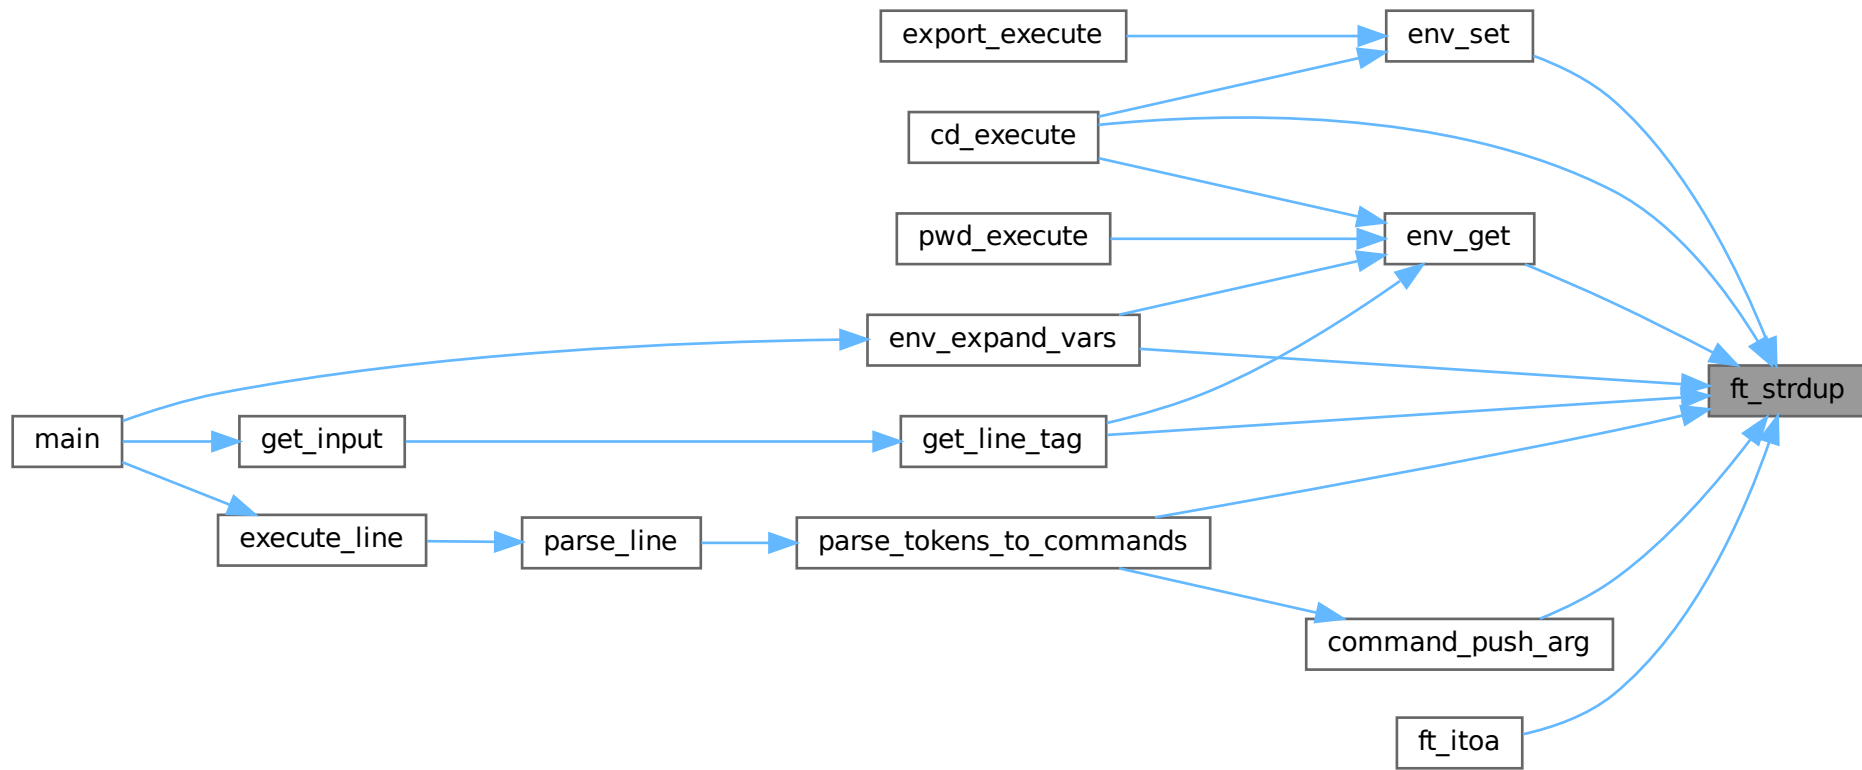 export_execute
env_set
cd_execute
pwd_execute
env_get
env_expand_vars
ft_strdup
main
get_input
get_line_tag
execute_line
parse_line
parse_tokens_to_commands
command_push_arg
ft_itoa